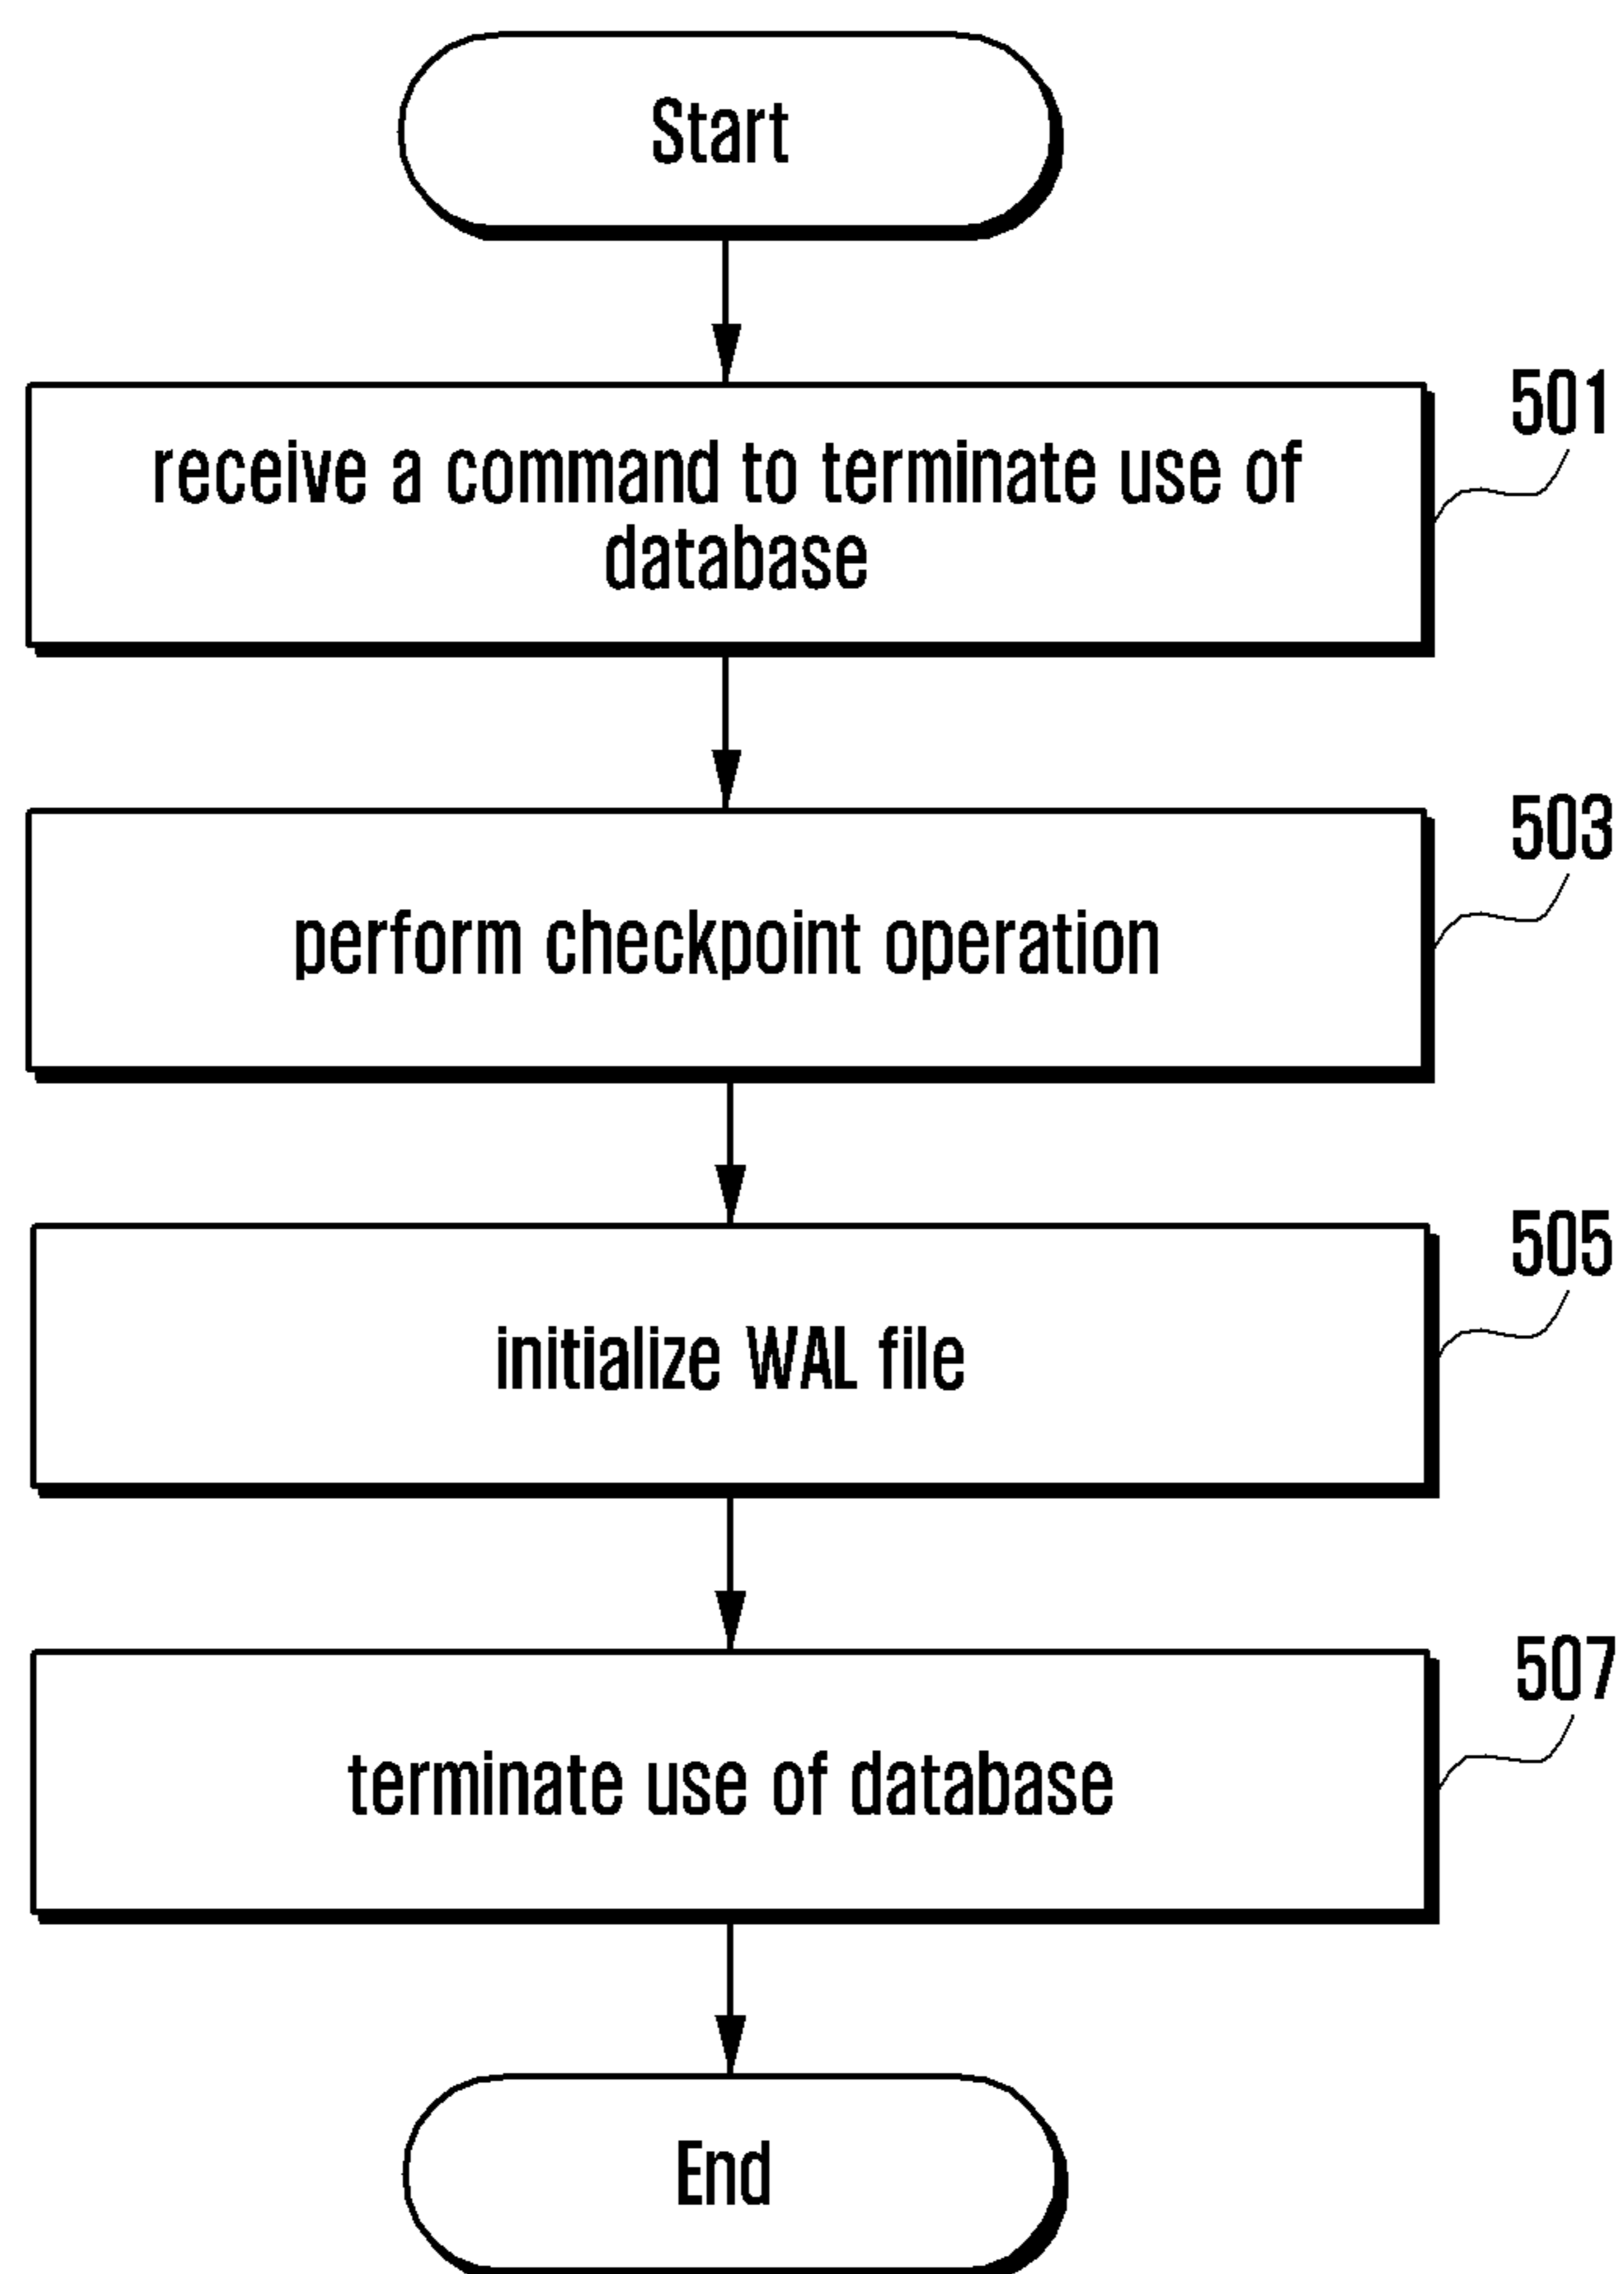 Start
501
receive a command to terminate use of
database
503
perform checkpoint operation
505
initialize WAL file
507
terminate use of database
End